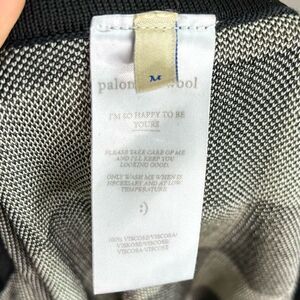 M
palom wool
I'M SO HAPPY TO BE
YOURS
PLEASE TAKE CARE OF ME
AND I'LL KEEP YOU
LOOKING GOOD.
ONLY WASH ME WHEN IS
NECESSARY AND AT LOW
TEMPERATURE
:)
100% VISCOSE/VISCOSA/
VISKOSE/VISCOSE/
VISCOSA/VISCOSE